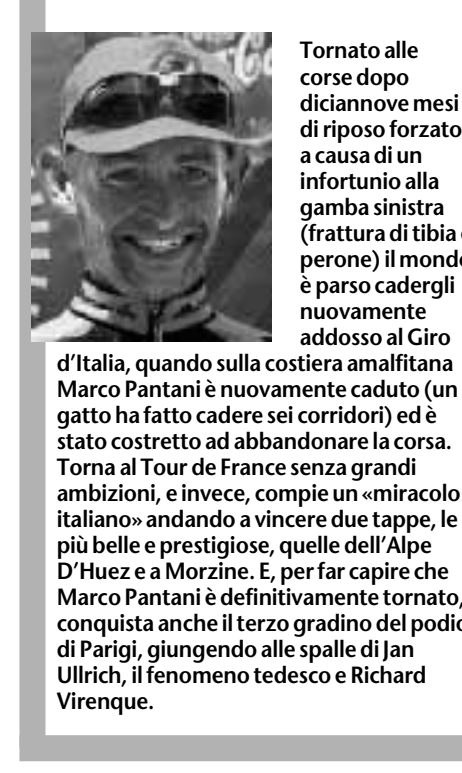 Tornato alle
corse dopo
diciannove mesi
di riposo forzato
a causa di un
infortunio alla
gamba sinistra
(frattura di tibia e
perone) il mondo
è parso cadergli
nuovamente
addosso al Giro
d'Italia, quando sulla costiera amalfitana
Marco Pantani è nuovamente caduto (un
gatto ha fatto cadere sei corridori) ed è
stato costretto ad abbandonare la corsa.
Torna al Tour de France senza grandi
ambizioni, e invece, compie un «miracolo
italiano» andando a vincere due tappe, le
più belle e prestigiose, quelle dell'Alpe
D'Huez e a Morzine. E, per far capire che
Marco Pantani è definitivamente tornato,
conquista anche il terzo gradino del podio
di Parigi, giungendo alle spalle di Jan
Ullrich, il fenomeno tedesco e Richard
Virenque.